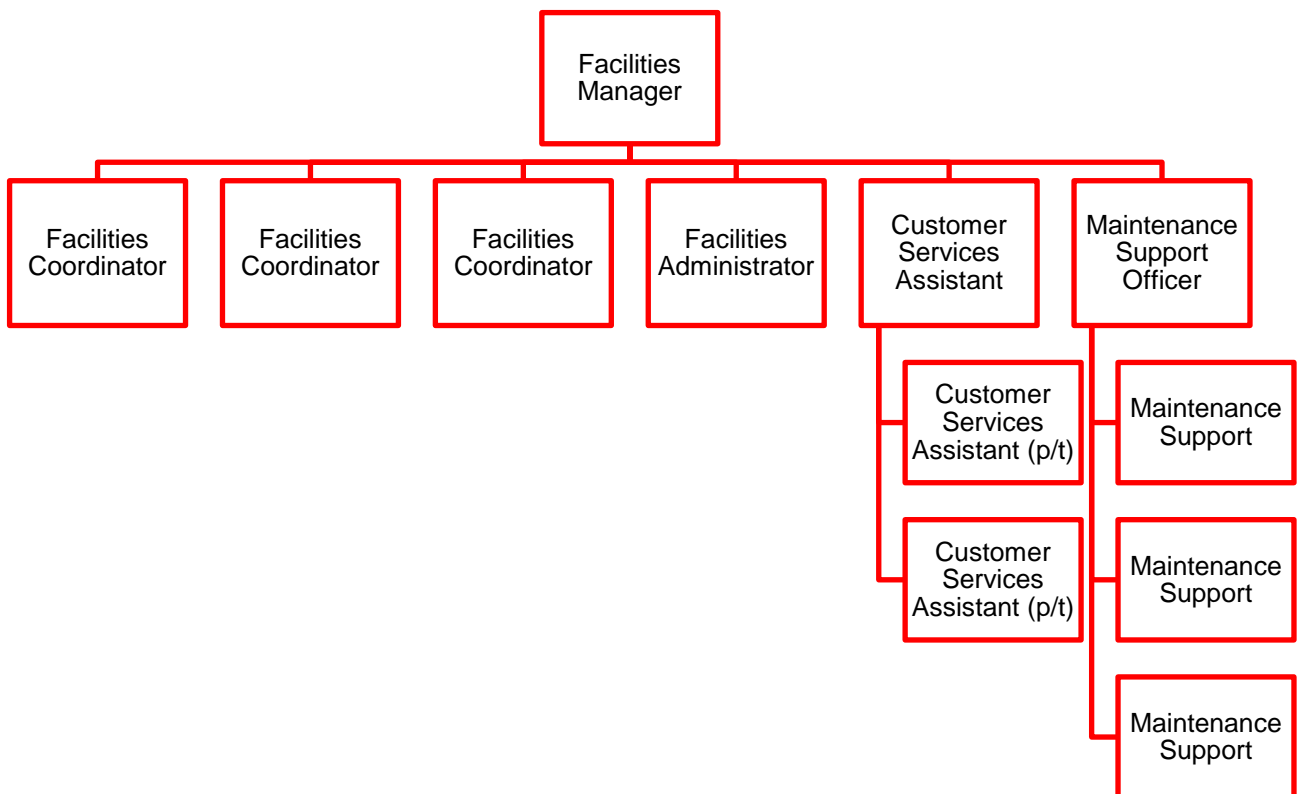 Facilities
Manager
Facilities
Coordinator
Facilities
Coordinator
Facilities
Coordinator
Facilities
Administrator
Customer
Services
Assistant
Maintenance
Support
Officer
Customer
Services
Assistant (p/t)
Maintenance
Support
Customer
Services
Assistant (p/t)
Maintenance
Support
Maintenance
Support